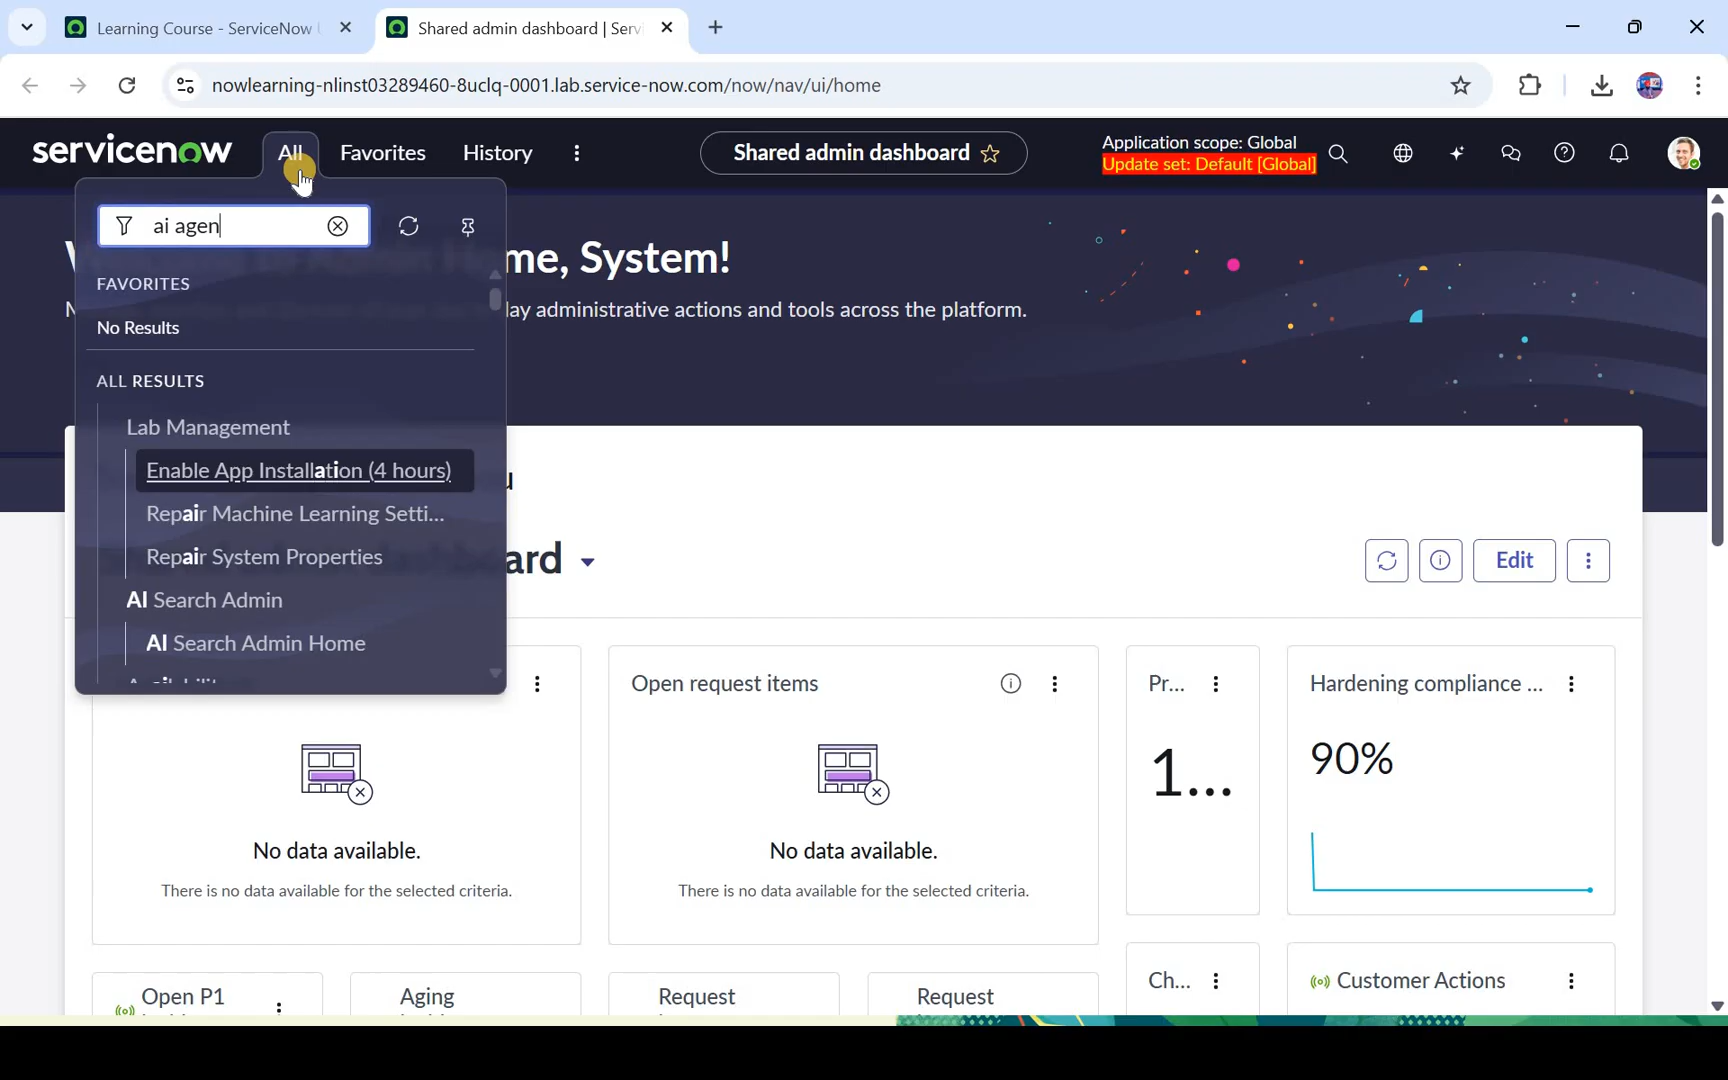 Learning Course - ServiceNow
Shared admin dashboard | Serv
nowlearning-nlinst03289460-8uclq-0001.lab.service-now.com/now/nav/ui/home
servicenow
All
Favorites
History
Shared admin dashboard
Application scope: Global
Update set: Default [Global]
ai agen
me, System!
lay administrative actions and tools across the platform.
FAVORITES
No Results
ALL RESULTS
Lab Management
Enable App Installation (4 hours)
Repair Machine Learning Setti...
Repair System Properties
AI Search Admin
AI Search Admin Home
ard
Edit
Open request items
Pr...
Hardening compliance ...
1...
90%
No data available.
There is no data available for the selected criteria.
No data available.
There is no data available for the selected criteria.
Open P1
Aging
Request
Request
Ch...
Customer Actions